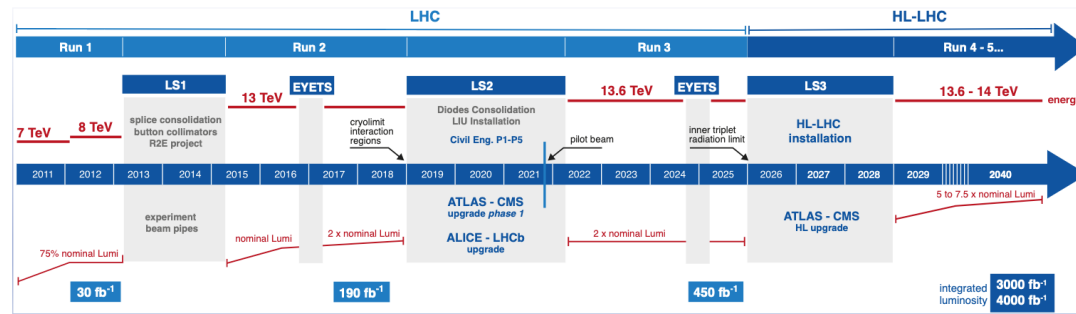 LHC
HL-LHC
Run 1
Run 2
Run 3
Run 4 - 5...
LS1
EYETS
LS2
EYETS
LS3
7 TeV
8 TeV
13 TeV
13.6 TeV
13.6 - 14 TeV
energy
splice consolidation
button collimators
R2E project
cryolimit
interaction
regions
Diodes Consolidation
LIU Installation
Civil Eng. P1-P5
pilot beam
inner triplet
radiation limit
HL-LHC
installation
2011 2012 2013 2014 2015 2016 2017 2018 2019 2020 2021 2022 2023 2024 2025 2026 2027 2028 2029 2040
experiment
beam pipes
75% nominal Lumi
nominal Lumi
2 x nominal Lumi
ATLAS - CMS
upgrade phase 1
ALICE - LHCb
upgrade
2 x nominal Lumi
ATLAS - CMS
HL upgrade
5 to 7.5 x nominal Lumi
30 fb⁻¹
190 fb⁻¹
450 fb⁻¹
integrated
luminosity
3000 fb⁻¹
4000 fb⁻¹